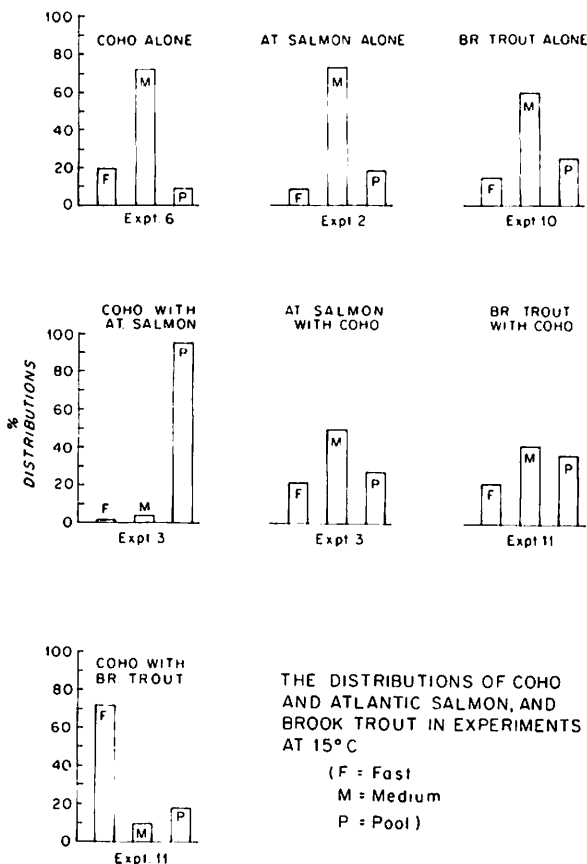 COHO ALONE
AT SALMON ALONE
BR TROUT ALONE
100
80
60
40
20
0
F
M
P
F
M
P
F
M
P
Expt. 6
Expt 2
Expt 10
COHO WITH
AT. SALMON
AT SALMON
WITH COHO
BR TROUT
WITH COHO
%
DISTRIBUTIONS
100
80
60
40
20
0
F
M
P
F
M
P
F
M
P
Expt 3
Expt 3
Expt 11
COHO WITH
BR TROUT
100
80
60
40
20
0
F
M
P
Expt. 11
THE DISTRIBUTIONS OF COHO
AND ATLANTIC SALMON, AND
BROOK TROUT IN EXPERIMENTS
AT 15°C
(F = Fast
M = Medium
P = Pool)